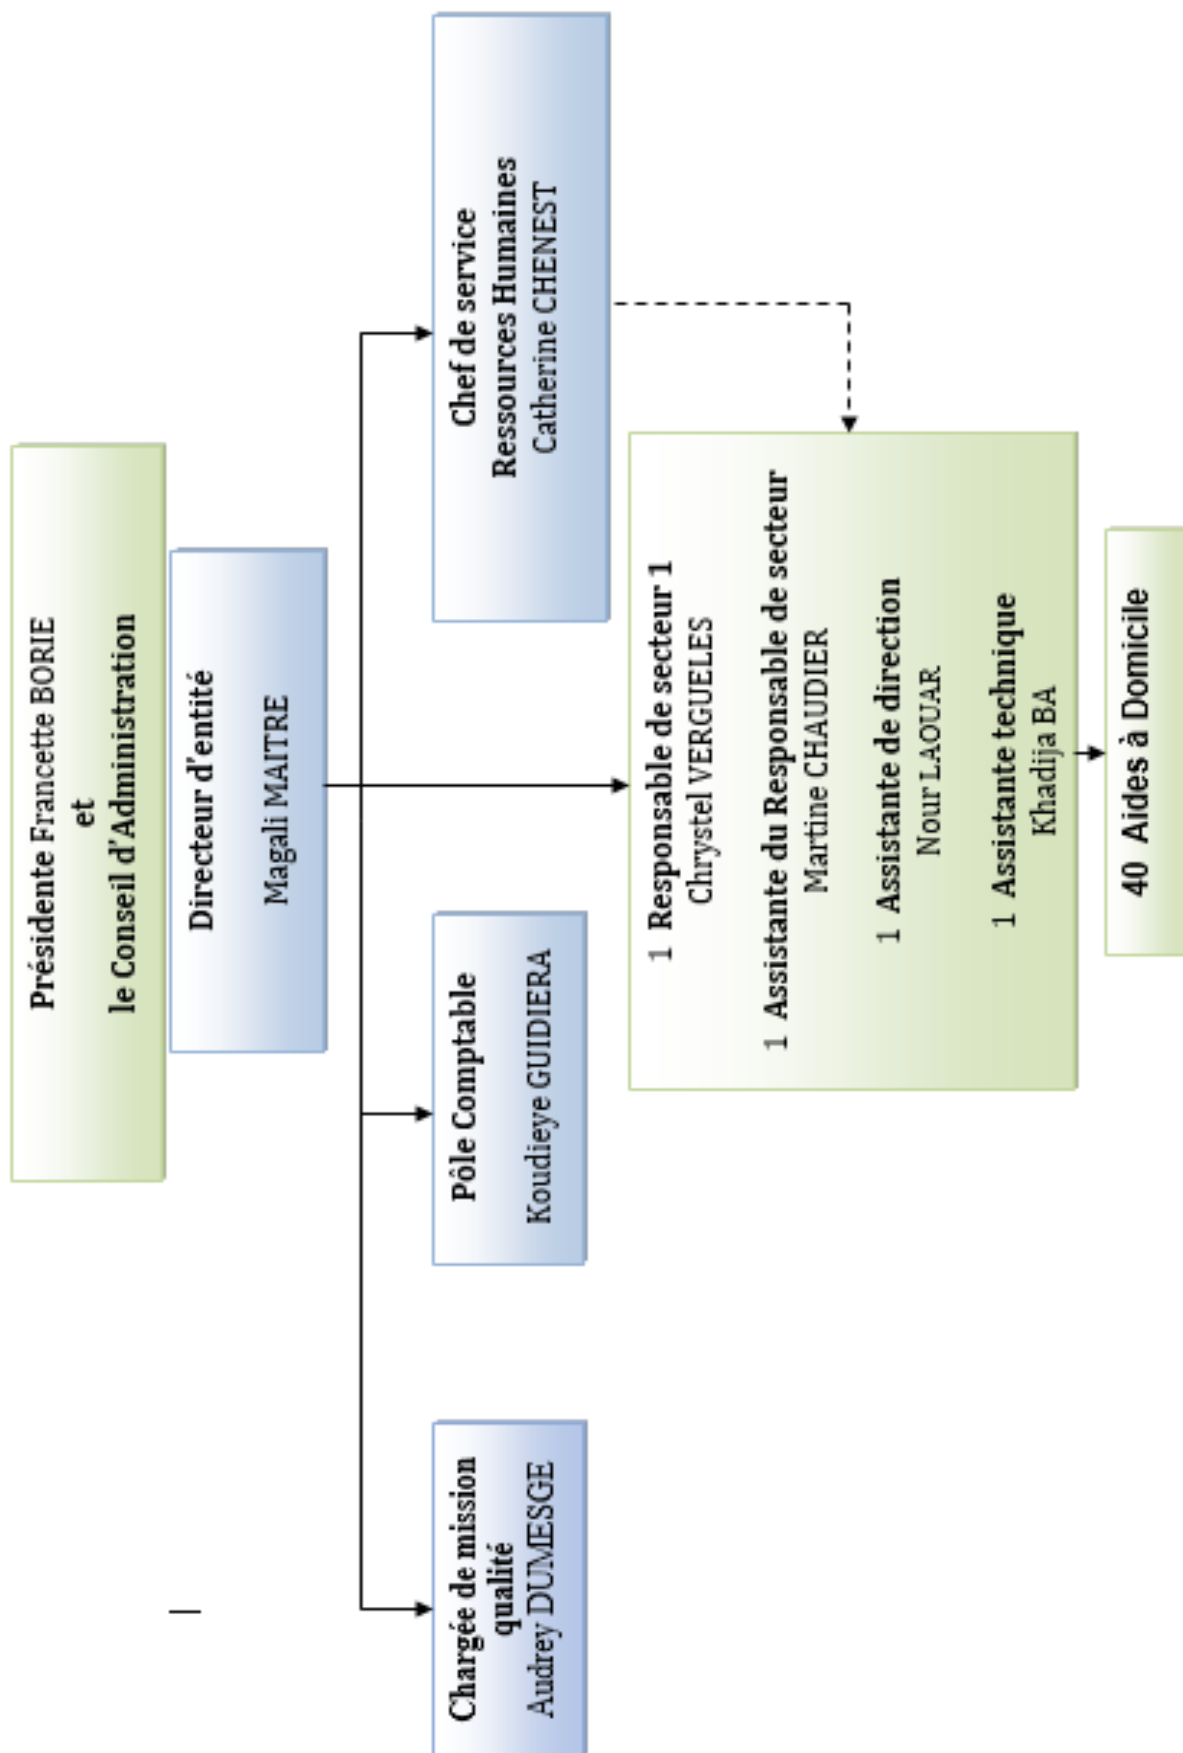 Présidente Francette BORIE
et
le Conseil d'Administration
Directeur d'entité
Magali MAITRE
Chargée de mission
qualité
Audrey DUMESGE
Pôle Comptable
Koudieye GUIDIERA
Chef de service
Ressources Humaines
Catherine CHENEST
1 Responsable de secteur 1
Chrystel VERGUELES
1 Assistante du Responsable de secteur
Martine CHAUDIER
1 Assistante de direction
Nour LAOUAR
1 Assistante technique
Khadija BA
40 Aides à Domicile